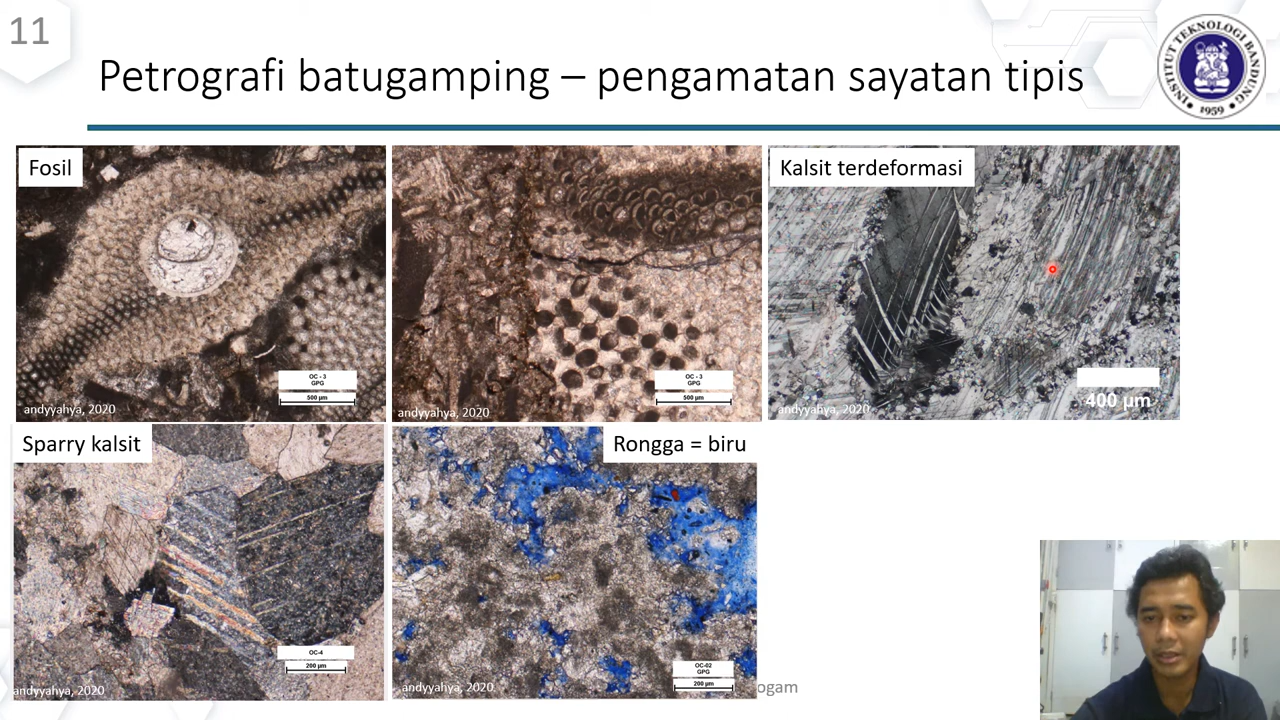 11
Petrografi batugamping – pengamatan sayatan tipis
INSTITUT TEKNOLOGI BANDUNG
1959
Fosil
OC - 3
GPG
500 µm
andyyahya, 2020
OC - 3
GPG
500 µm
andyyahya, 2020
Kalsit terdeformasi
400 µm
andyyahya, 2020
Sparry kalsit
OC-4
200 µm
andyyahya, 2020
Rongga = biru
OC-02
GPG
200 µm
andyyahya, 2020
ogam